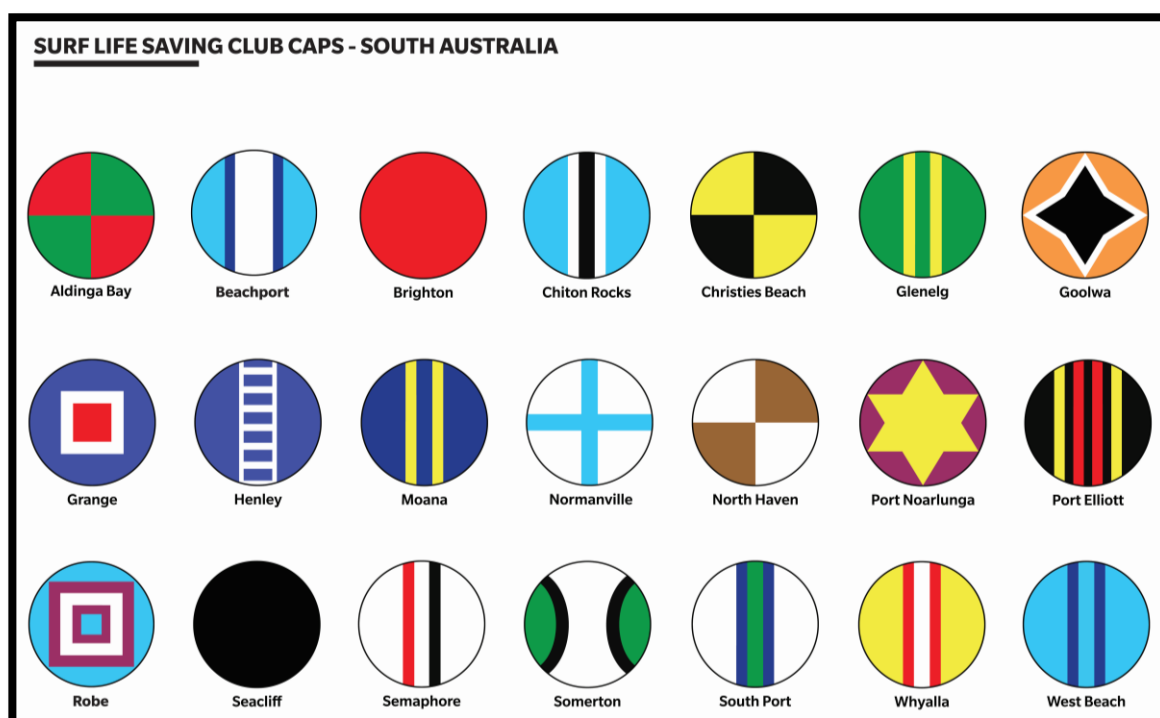 SURF LIFE SAVING CLUB CAPS - SOUTH AUSTRALIA
Aldinga Bay
Beachport
Brighton
Chiton Rocks
Christies Beach
Glenelg
Goolwa
Grange
Henley
Moana
Normanville
North Haven
Port Noarlunga
Port Elliott
Robe
Seacliff
Semaphore
Somerton
South Port
Whyalla
West Beach